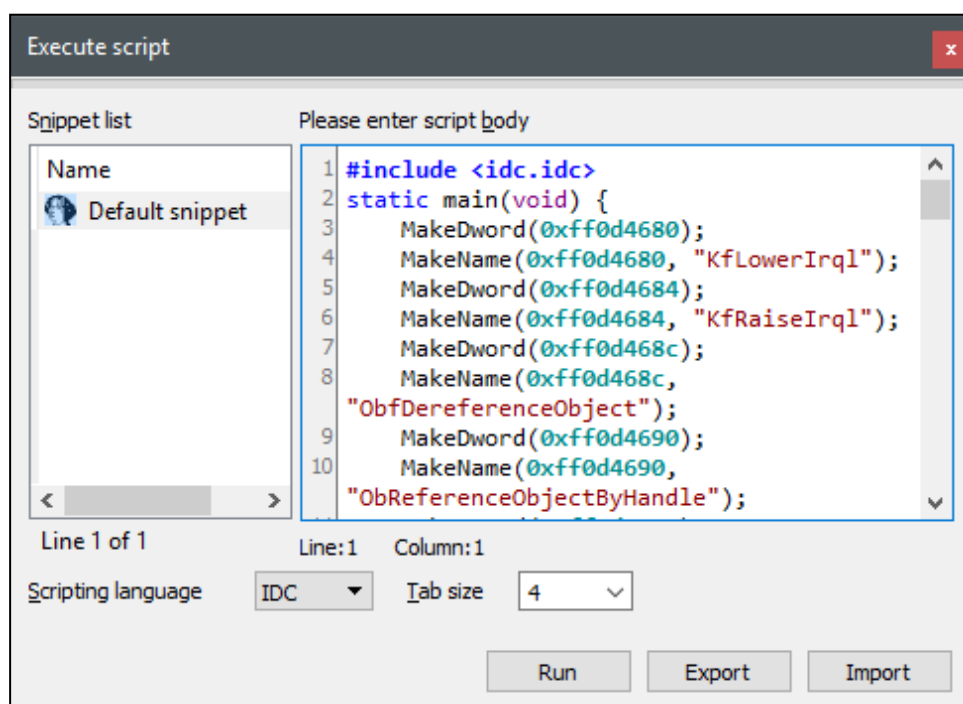 Execute script
x
Snippet list
Please enter script body
Name
Default snippet
1 #include <idc.idc>
2 static main(void) {
3 MakeDword(0xff0d4680);
4 MakeName(0xff0d4680, "KfLowerIrql");
5 MakeDword(0xff0d4684);
6 MakeName(0xff0d4684, "KfRaiseIrql");
7 MakeDword(0xff0d468c);
8 MakeName(0xff0d468c,
"ObfDereferenceObject");
9 MakeDword(0xff0d4690);
10 MakeName(0xff0d4690,
"ObReferenceObjectByHandle");
Line 1 of 1
Line:1 Column:1
Scripting language IDC Tab size 4
Run Export Import